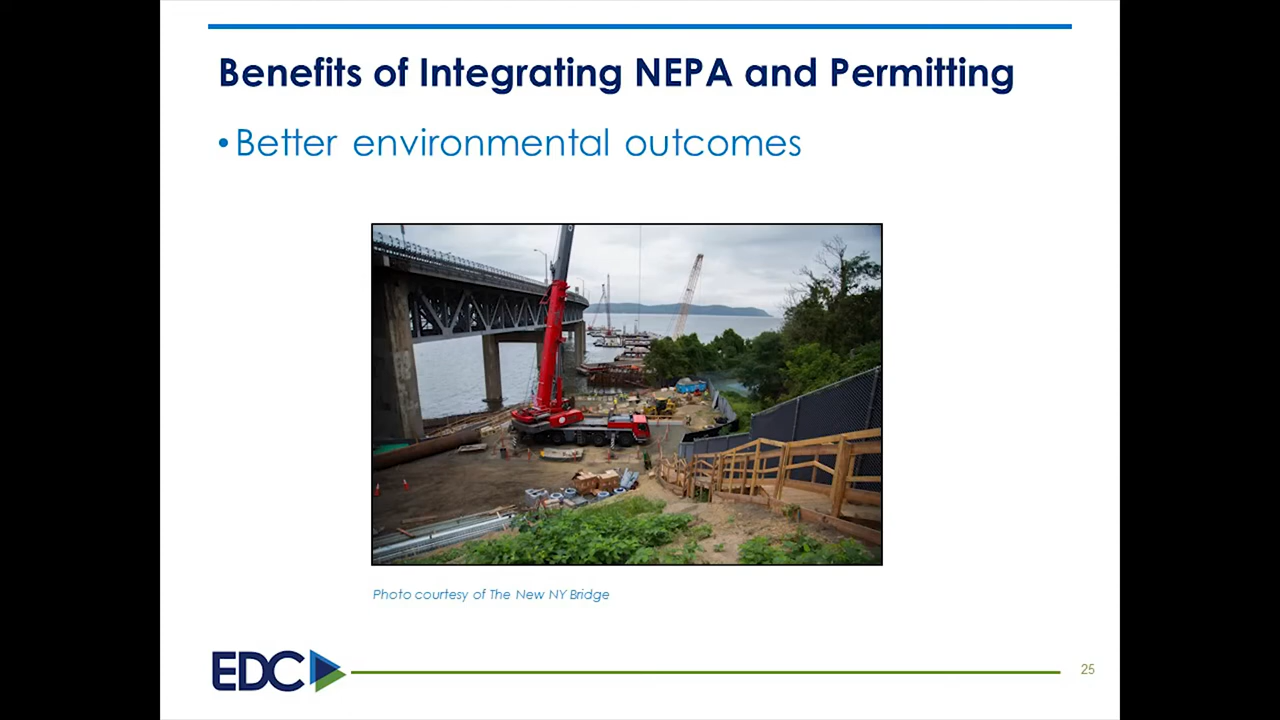 Benefits of Integrating NEPA and Permitting
• Better environmental outcomes
Photo courtesy of The New NY Bridge
EDC
25